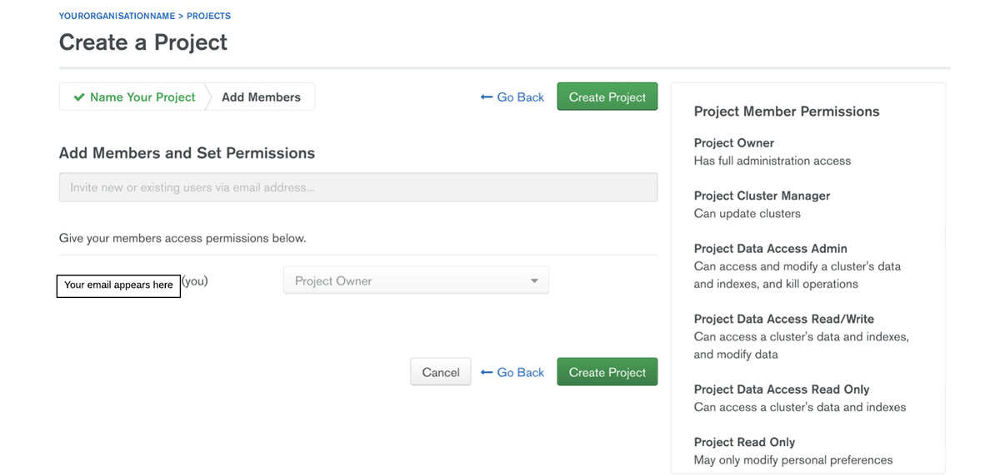 YOURORGANISATIONNAME > PROJECTS
Create a Project
Name Your Project
Add Members
Go Back
Create Project
Add Members and Set Permissions
Invite new or existing users via email address...
Give your members access permissions below.
Your email appears here (you)
Project Owner
Cancel
Go Back
Create Project
Project Member Permissions
Project Owner
Has full administration access
Project Cluster Manager
Can update clusters
Project Data Access Admin
Can access and modify a cluster's data
and indexes, and kill operations
Project Data Access Read/Write
Can access a cluster's data and indexes,
and modify data
Project Data Access Read Only
Can access a cluster's data and indexes
Project Read Only
May only modify personal preferences